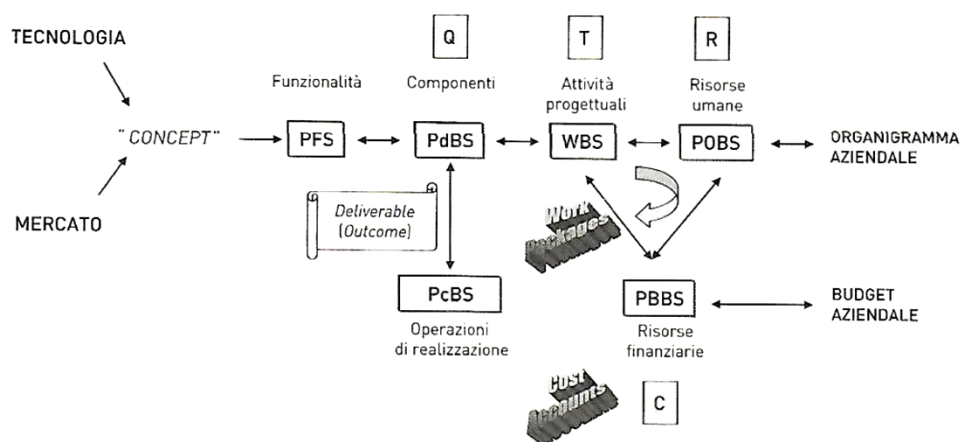 TECNOLOGIA
Q
T
R
Funzionalità
Componenti
Attività
progettuali
Risorse
umane
"CONCEPT"
PFS
PdBS
WBS
POBS
ORGANIGRAMMA
AZIENDALE
MERCATO
Deliverable
(Outcome)
Work
Packages
PcBS
PBBS
BUDGET
AZIENDALE
Operazioni
di realizzazione
Risorse
finanziarie
Cost
Accounts
C